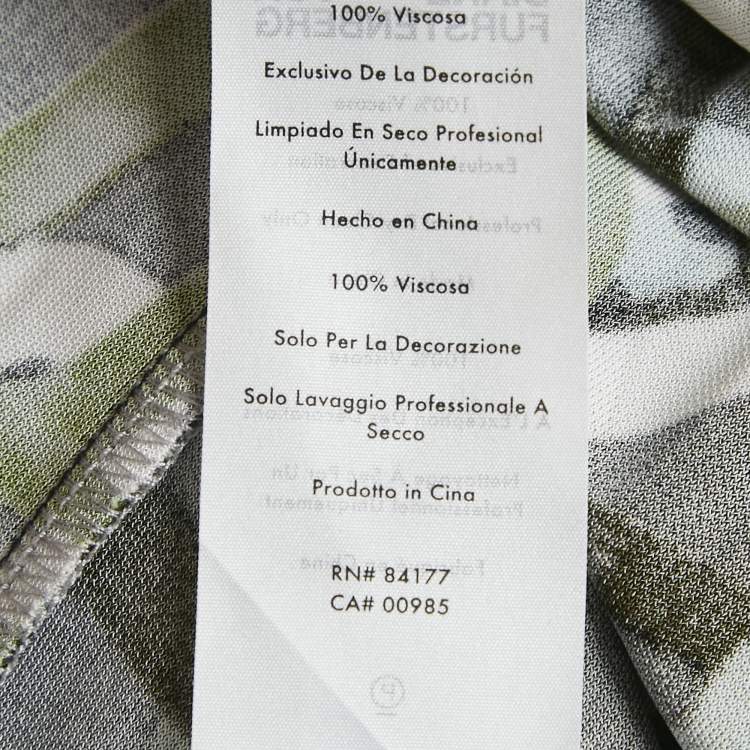 100% Viscosa
Exclusivo De La Decoración
Limpiado En Seco Profesional
Únicamente
Hecho en China
100% Viscosa
Solo Per La Decorazione
Solo Lavaggio Professionale A
Secco
Prodotto in Cina
RN# 84177
CA# 00985